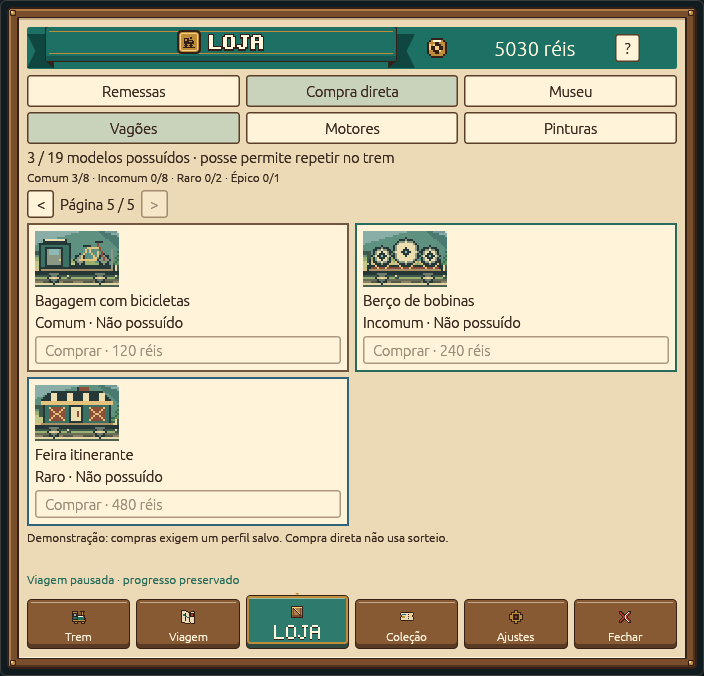 LOJA
5030 réis
?
Remessas
Compra direta
Museu
Vagões
Motores
Pinturas
3 / 19 modelos possuídos · posse permite repetir no trem
Comum 3/8 · Incomum 0/8 · Raro 0/2 · Épico 0/1
< Página 5 / 5 >
Bagagem com bicicletas
Comum · Não possuído
Comprar · 120 réis
Berço de bobinas
Incomum · Não possuído
Comprar · 240 réis
Feira itinerante
Raro · Não possuído
Comprar · 480 réis
Demonstração: compras exigem um perfil salvo. Compra direta não usa sorteio.
Viagem pausada · progresso preservado
Trem
Viagem
LOJA
Coleção
Ajustes
Fechar